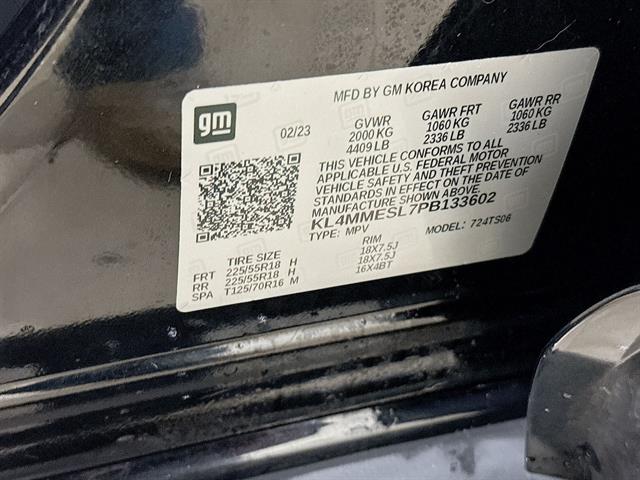 MFD BY GM KOREA COMPANY
gm
02/23
GVWR GAWR FRT GAWR RR
2000 KG 1060 KG 1060 KG
4409 LB 2336 LB 2336 LB
THIS VEHICLE CONFORMS TO ALL
APPLICABLE U.S. FEDERAL MOTOR
VEHICLE SAFETY AND THEFT PREVENTION
STANDARDS IN EFFECT ON THE DATE OF
MANUFACTURE SHOWN ABOVE.
KL4MMESL7PB133602
TYPE: MPV MODEL: 724TS06
TIRE SIZE RIM
FRT 225/55R18 H 18X7.5J
RR 225/55R18 H 18X7.5J
SPA T125/70R16 M 16X4BT